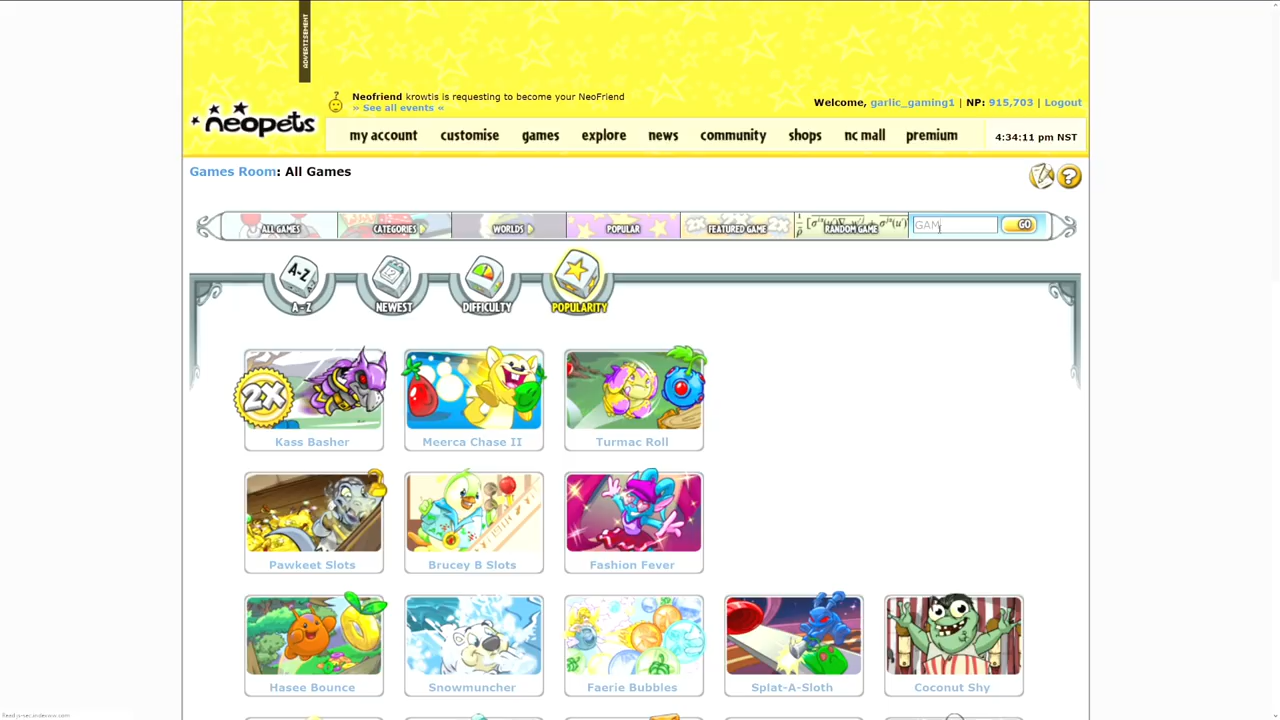 ADVERTISEMENT
Neofriend krowtis is requesting to become your NeoFriend
» See all events «
Welcome, garlic_gaming1 | NP: 915,703 | Logout
neopets
my account customise games explore news community shops nc mall premium 4:34:11 pm NST
Games Room: All Games
ALL GAMES CATEGORIES WORLDS POPULAR FEATURED GAME RANDOM GAME GAM GO
A-Z
A-Z NEWEST DIFFICULTY POPULARITY
2X
Kass Basher Meerca Chase II Turmac Roll
Pawkeet Slots Brucey B Slots Fashion Fever
Hasee Bounce Snowmuncher Faerie Bubbles Splat-A-Sloth Coconut Shy